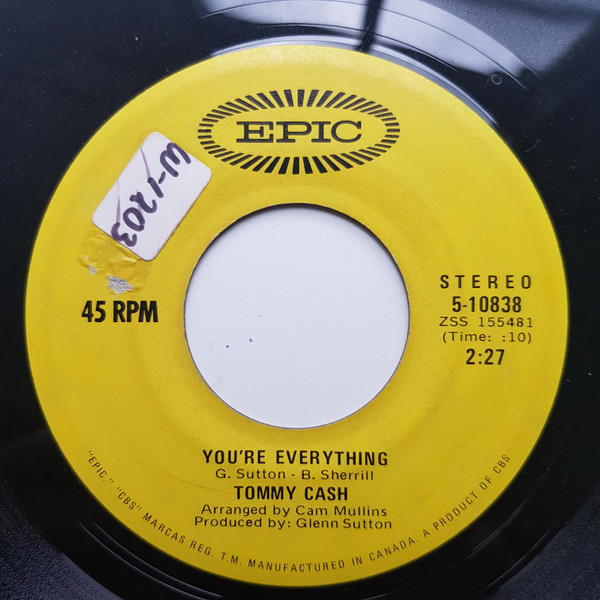 EPIC
W-1203
45 RPM
STEREO
5-10838
ZSS 155481
(Time: :10)
2:27
YOU'RE EVERYTHING
G. Sutton - B. Sherrill
TOMMY CASH
Arranged by Cam Mullins
Produced by: Glenn Sutton
"EPIC," "CBS" MARCAS REG. T.M. MANUFACTURED IN CANADA. A PRODUCT OF CBS